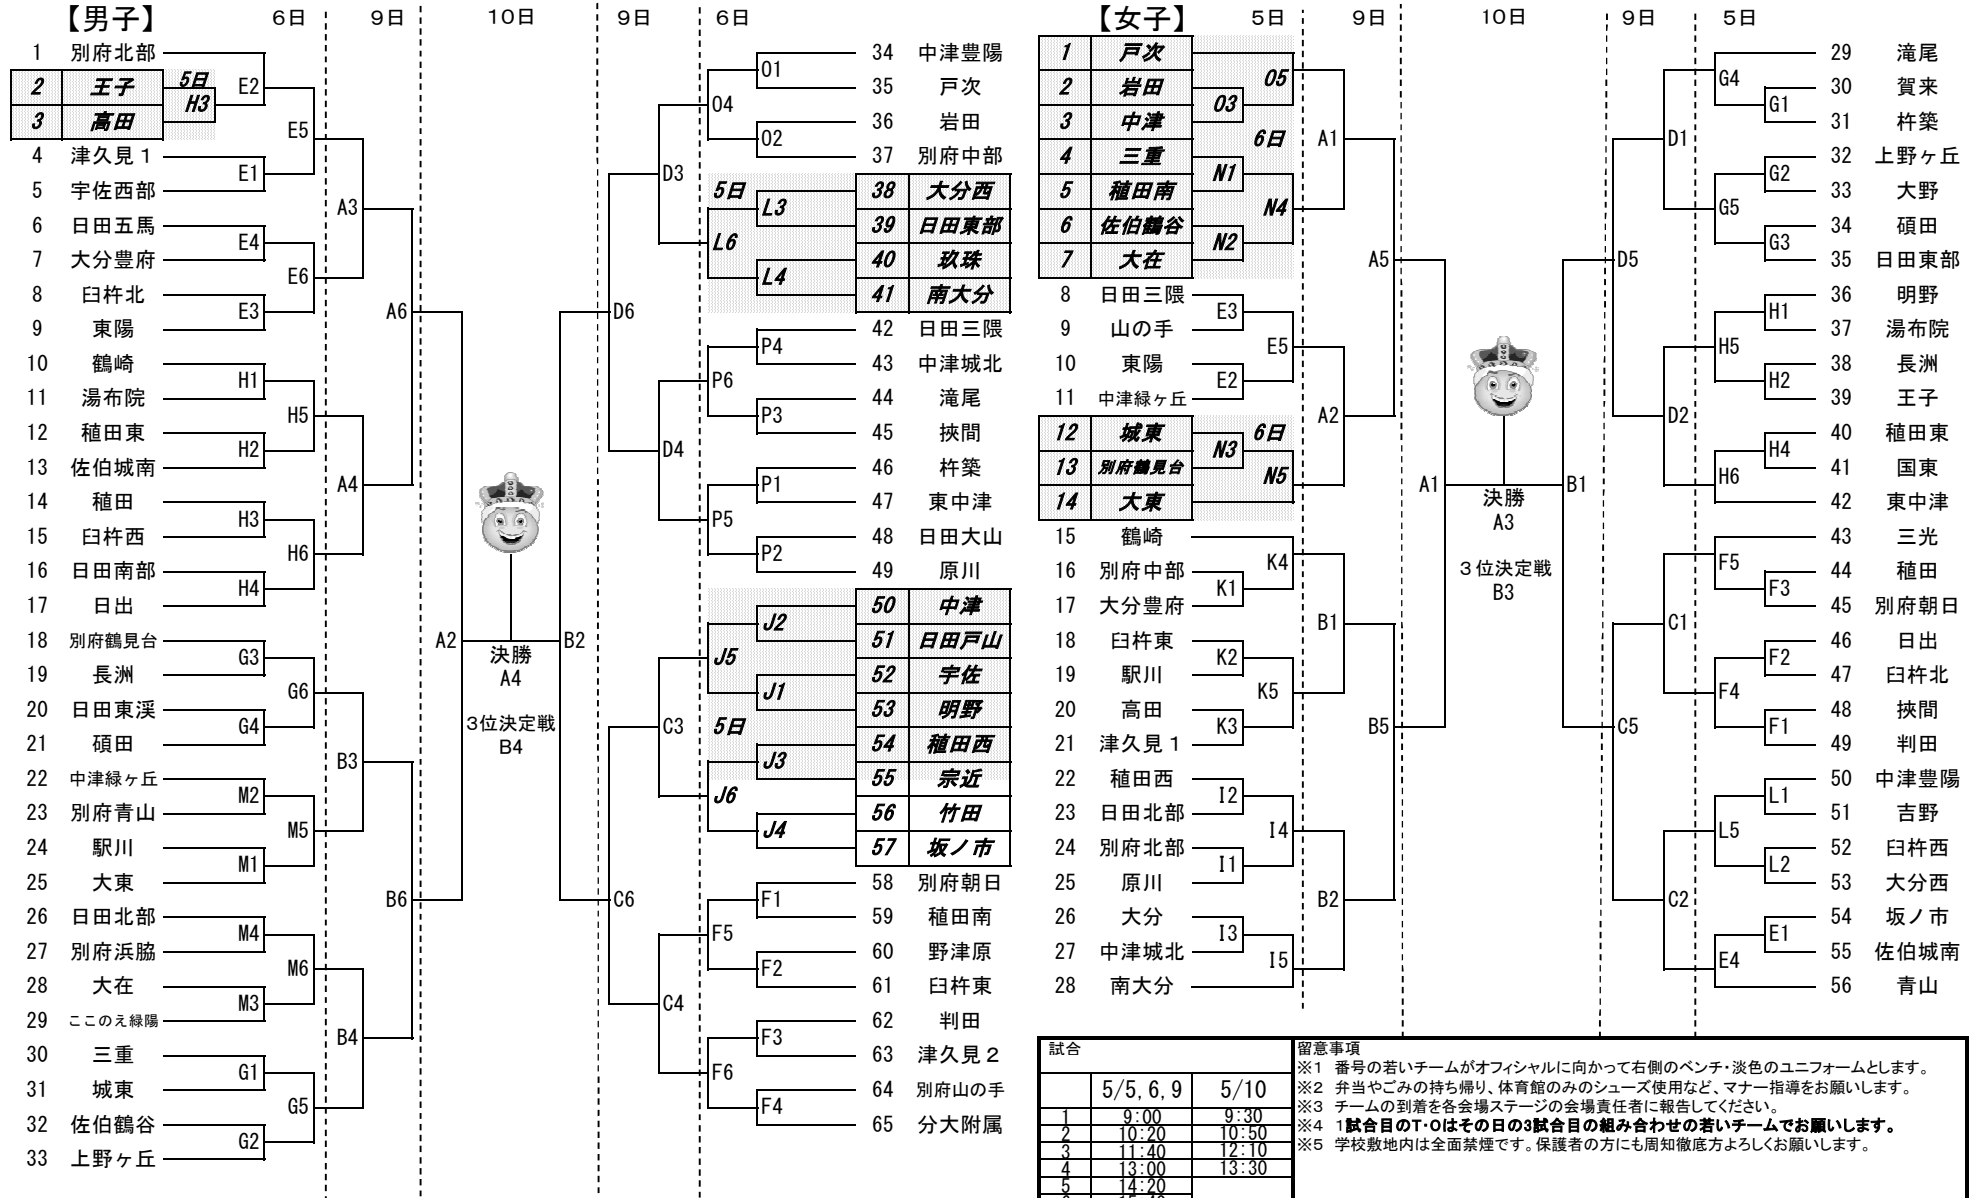 【男子】 6日 9日 10日 9日 6日
1 別府北部
2 王子 5日
3 高田
E2
H3
4 津久見１
5 宇佐西部
E1
E5
6 日田五馬
7 大分豊府
E4
8 臼杵北
9 東陽
E3
E6
A3
10 鶴崎
11 湯布院
H1
12 稙田東
13 佐伯城南
H2
H5
14 稙田
15 臼杵西
H3
16 日田南部
17 日出
H4
H6
A4
A6
18 別府鶴見台
19 長洲
G3
20 日田東渓
21 碩田
G4
G6
22 中津緑ヶ丘
23 別府青山
M2
24 駅川
25 大東
M1
M5
B3
26 日田北部
27 別府浜脇
M4
28 大在
29 ここのえ緑陽
M3
M6
30 三重
31 城東
G1
32 佐伯鶴谷
33 上野ヶ丘
G2
G5
B4
B6
A2
決勝
A4
3位決定戦
B4
B2
34 中津豊陽
35 戸次
O1
36 岩田
37 別府中部
O2
O4
38 大分西
39 日田東部
5日
L3
40 玖珠
41 南大分
L4
L6
D3
42 日田三隈
43 中津城北
P4
44 滝尾
45 挾間
P3
P6
46 杵築
47 東中津
P1
48 日田大山
49 原川
P2
P5
D4
D6
50 中津
51 日田戸山
J2
52 宇佐
53 明野
J1
J5
5日
54 稙田西
55 宗近
J3
56 竹田
57 坂ノ市
J4
J6
C3
58 別府朝日
59 稙田南
F1
60 野津原
61 臼杵東
F2
F5
62 判田
63 津久見２
F3
64 別府山の手
65 分大附属
F4
F6
C4
C6
【女子】 5日 9日 10日 9日 5日
1 戸次
2 岩田
3 中津
O3
O5
6日
4 三重
5 稙田南
N1
6 佐伯鶴谷
7 大在
N2
N4
A1
8 日田三隈
9 山の手
E3
10 東陽
11 中津緑ヶ丘
E2
E5
12 城東 6日
13 別府鶴見台
14 大東
N3
N5
A2
A5
15 鶴崎
16 別府中部
17 大分豊府
K1
K4
18 臼杵東
19 駅川
K2
20 高田
21 津久見１
K3
K5
B1
22 稙田西
23 日田北部
I2
24 別府北部
25 原川
I1
I4
26 大分
27 中津城北
I3
28 南大分
I5
B2
B5
A1
決勝
A3
３位決定戦
B3
B1
29 滝尾
30 賀来
31 杵築
G1
G4
32 上野ヶ丘
33 大野
G2
34 碩田
35 日田東部
G3
G5
D1
36 明野
37 湯布院
H1
38 長洲
39 王子
H2
H5
40 稙田東
41 国東
H4
42 東中津
H6
D2
D5
43 三光
44 稙田
45 別府朝日
F3
F5
46 日出
47 臼杵北
F2
48 挾間
49 判田
F1
F4
C1
50 中津豊陽
51 吉野
L1
52 臼杵西
53 大分西
L2
L5
54 坂ノ市
55 佐伯城南
E1
56 青山
E4
C2
C5
試合
5/5,6,9 5/10
1 9:00 9:30
2 10:20 10:50
3 11:40 12:10
4 13:00 13:30
5 14:20
留意事項
※1 番号の若いチームがオフィシャルに向かって右側のベンチ・淡色のユニフォームとします。
※2 弁当やごみの持ち帰り、体育館のみのシューズ使用など、マナー指導をお願いします。
※3 チームの到着を各会場ステージの会場責任者に報告してください。
※4 1試合目のT・Oはその日の3試合目の組み合わせの若いチームでお願いします。
※5 学校敷地内は全面禁煙です。保護者の方にも周知徹底方よろしくお願いします。